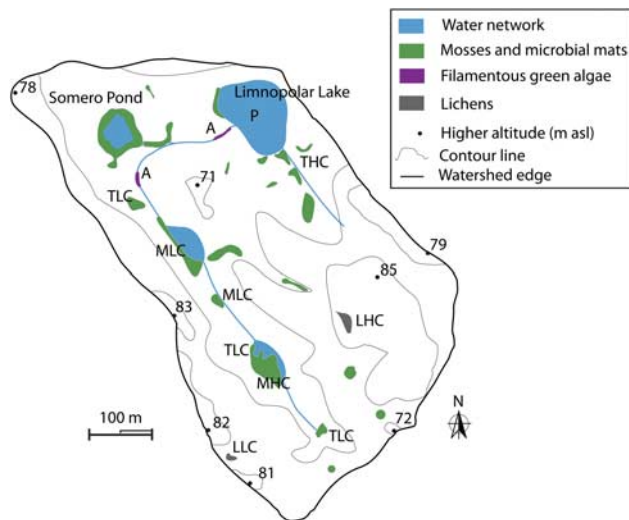 Water network
Mosses and microbial mats
Filamentous green algae
Lichens
Higher altitude (m asl)
Contour line
Watershed edge
78
Somero Pond
Limnopolar Lake
P
A
THC
A
71
TLC
79
MLC
85
MLC
83
LHC
TLC
MHC
100 m
82
72
N
TLC
LLC
81